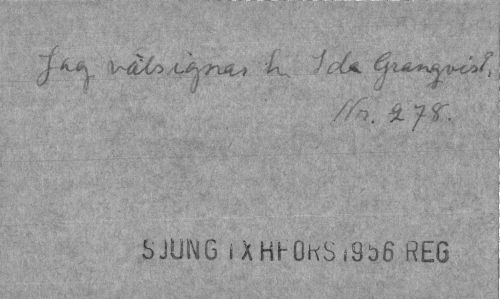 Jag välsignas h Ida Granqvist,
Nr. 278.
SJUNG I X HFORS 1956 REG